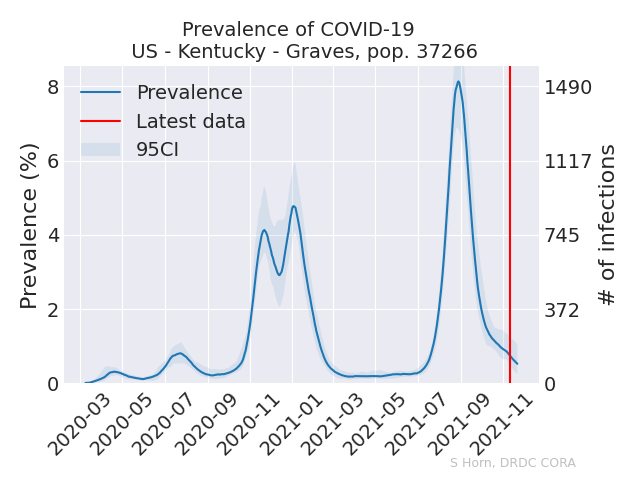 Prevalence of COVID-19
US - Kentucky - Graves, pop. 37266
Prevalence (%)
8
6
4
2
0
Prevalence
Latest data
95CI
1490
1117
745
372
0
# of infections
2020-03
2020-05
2020-07
2020-09
2020-11
2021-01
2021-03
2021-05
2021-07
2021-09
2021-11
S Horn, DRDC CORA